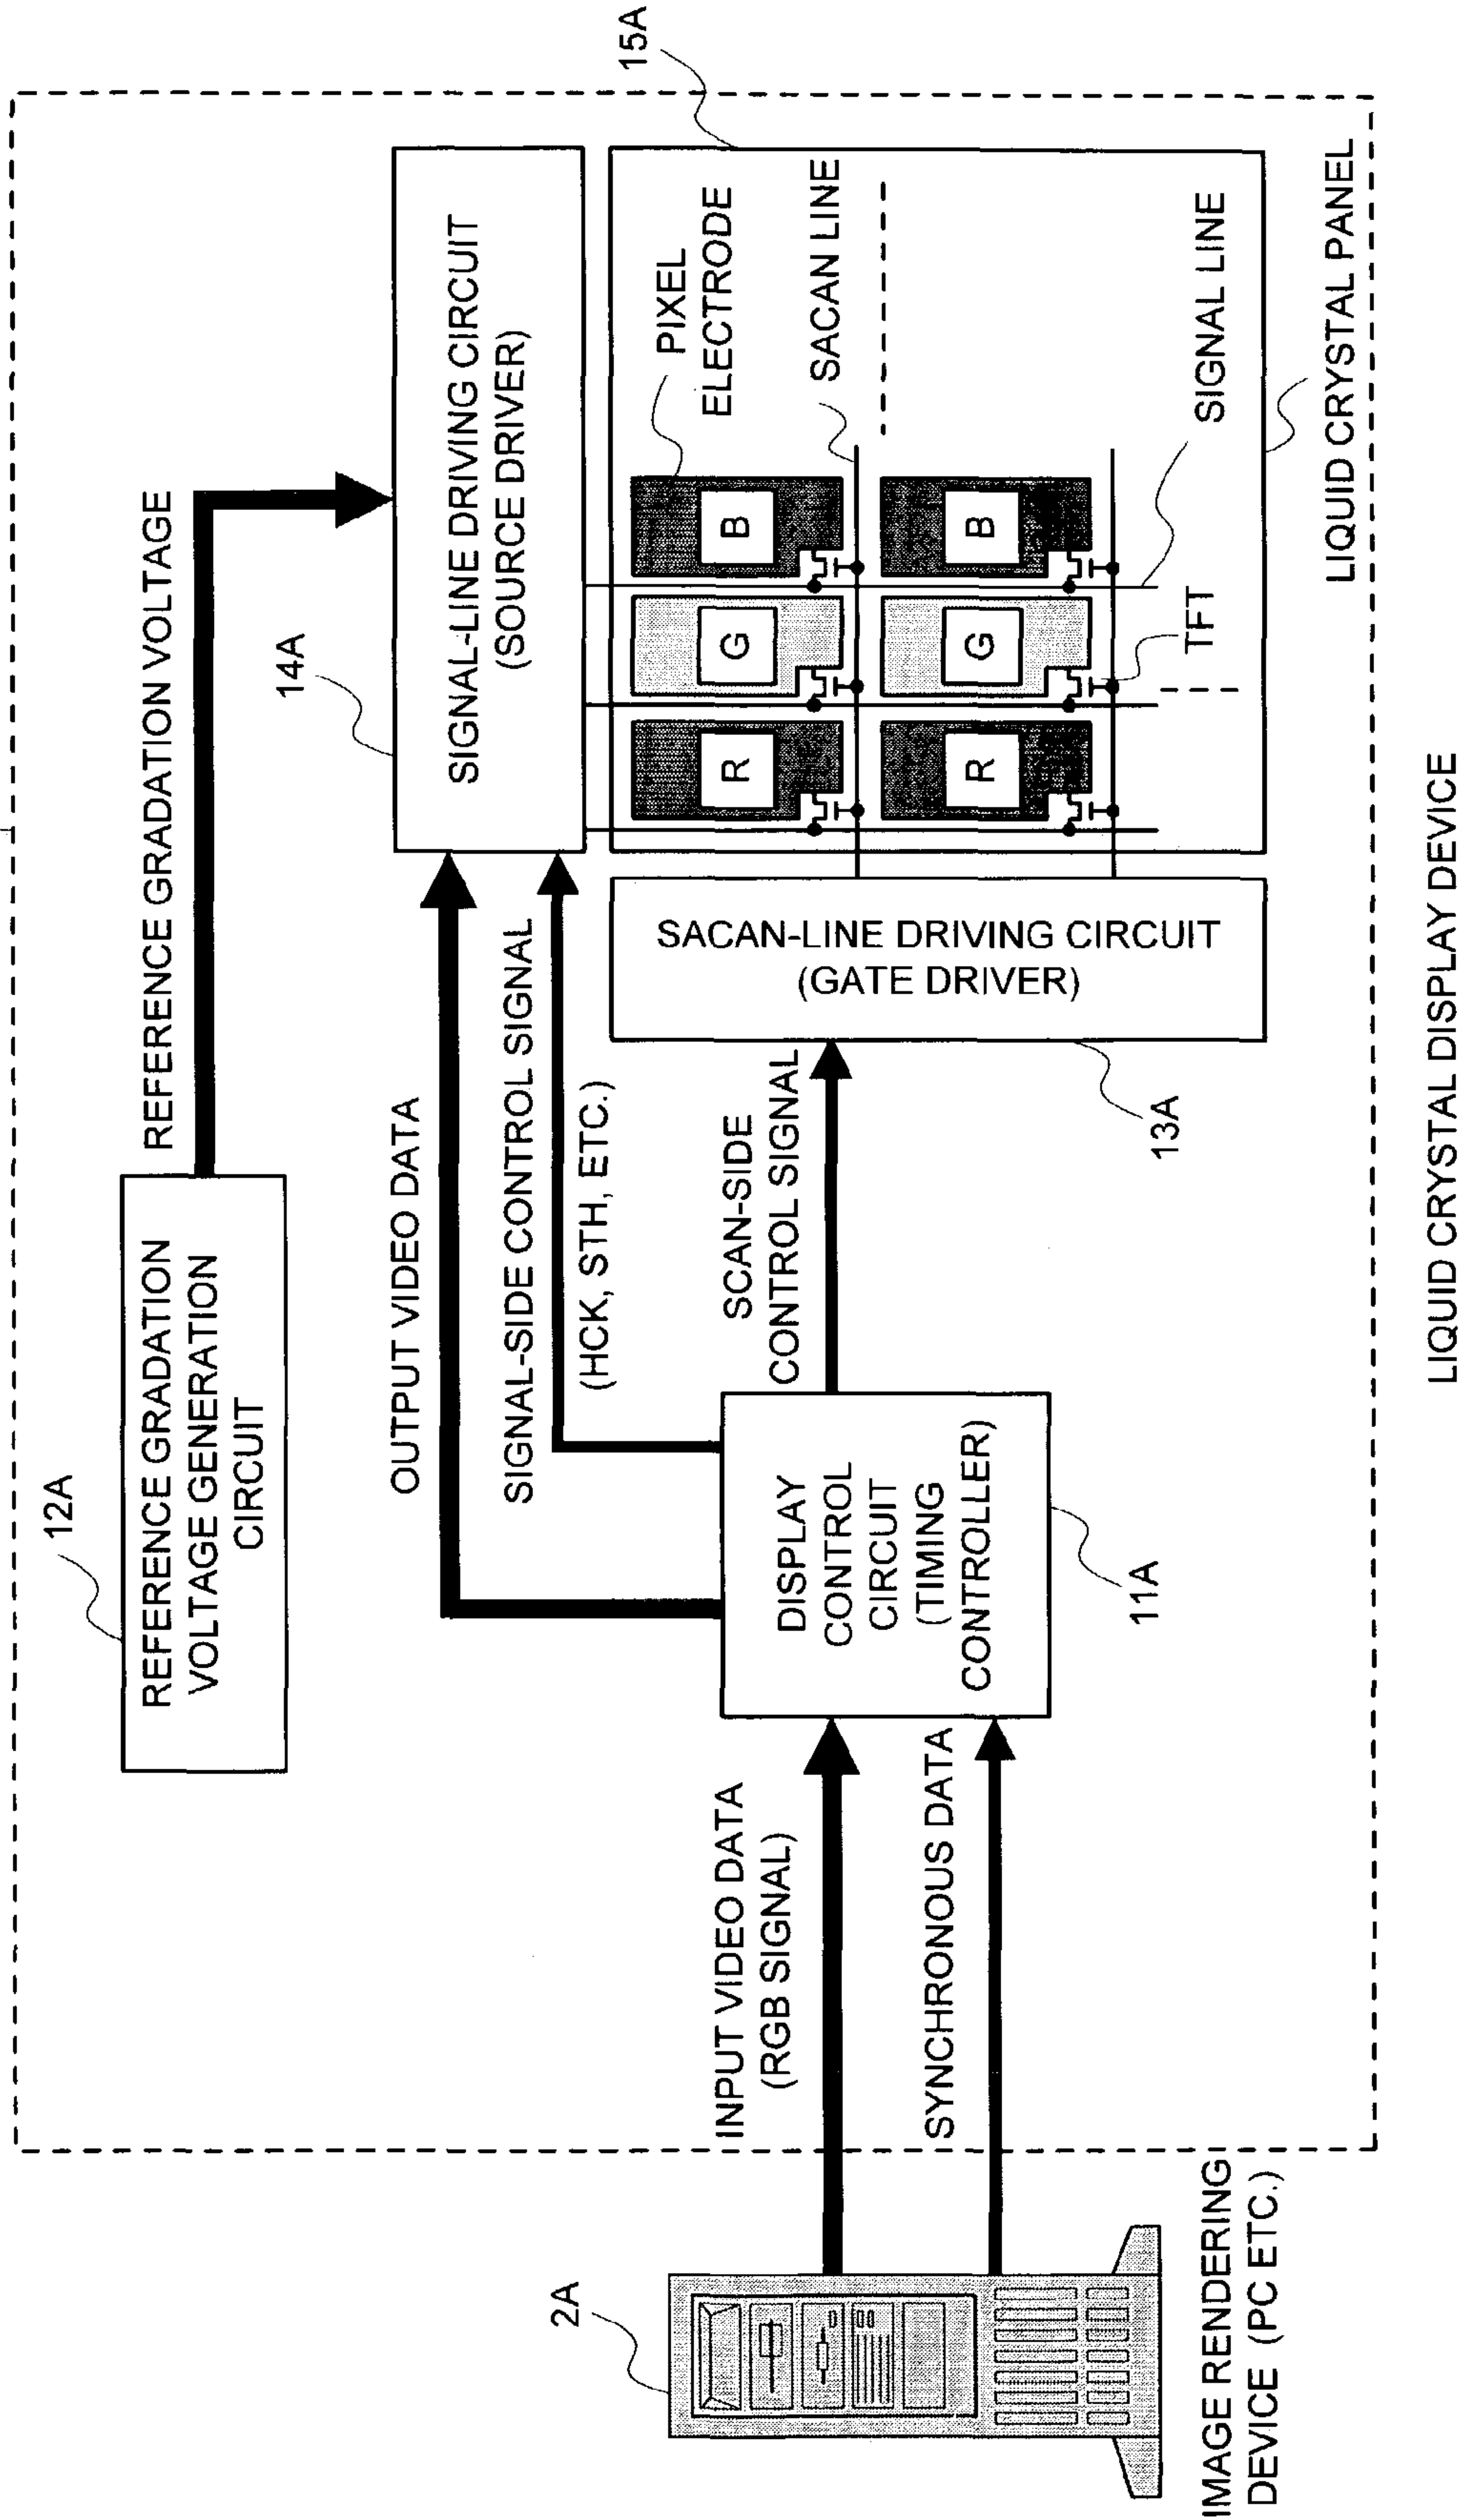 12A
REFERENCE GRADATION
VOLTAGE GENERATION
CIRCUIT
REFERENCE GRADATION VOLTAGE
14A
SIGNAL-LINE DRIVING CIRCUIT
(SOURCE DRIVER)
OUTPUT VIDEO DATA
SIGNAL-SIDE CONTROL SIGNAL
(HCK, STH, ETC.)
15A
PIXEL
ELECTRODE
SACAN LINE
R
G
B
R
G
B
SIGNAL LINE
TFT
LIQUID CRYSTAL PANEL
SACAN-LINE DRIVING CIRCUIT
(GATE DRIVER)
13A
SCAN-SIDE
CONTROL SIGNAL
DISPLAY
CONTROL
CIRCUIT
(TIMING
CONTROLLER)
11A
INPUT VIDEO DATA
(RGB SIGNAL)
SYNCHRONOUS DATA
2A
IMAGE RENDERING
DEVICE (PC ETC.)
LIQUID CRYSTAL DISPLAY DEVICE